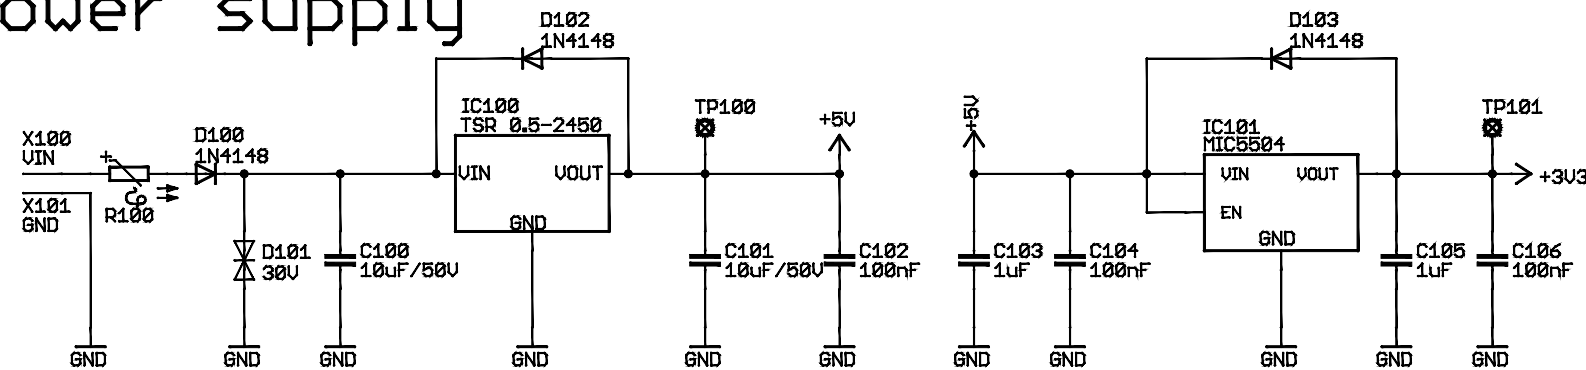 ower supply
X100
VIN
X101
GND
R100
D100
1N4148
D101
30V
C100
10uF/50V
D102
1N4148
IC100
TSR 0.5-2450
VIN
VOUT
GND
TP100
+5V
C101
10uF/50V
C102
100nF
+5V
C103
1uF
C104
100nF
D103
1N4148
IC101
MIC5504
VIN
VOUT
EN
GND
TP101
+3V3
C105
1uF
C106
100nF
GND
GND
GND
GND
GND
GND
GND
GND
GND
GND
GND